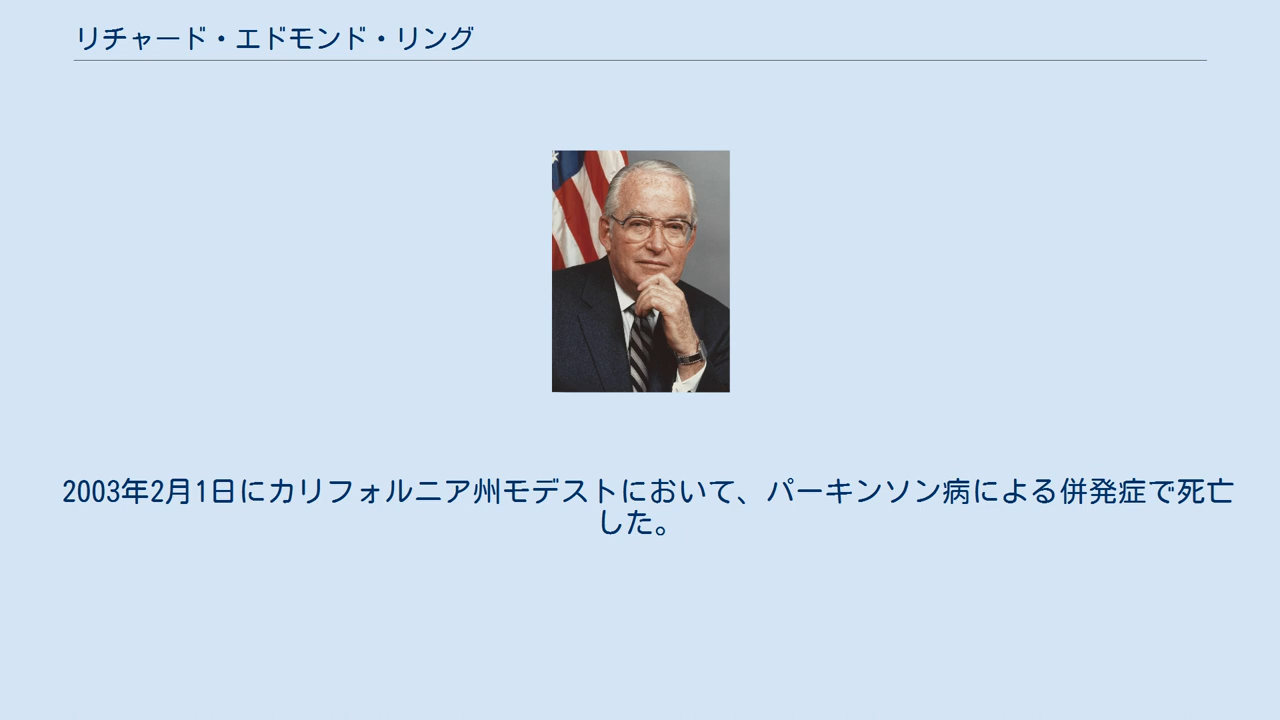 リチャード・エドモンド・リング
2003年2月1日にカリフォルニア州モデストにおいて、パーキンソン病による併発症で死亡
した。